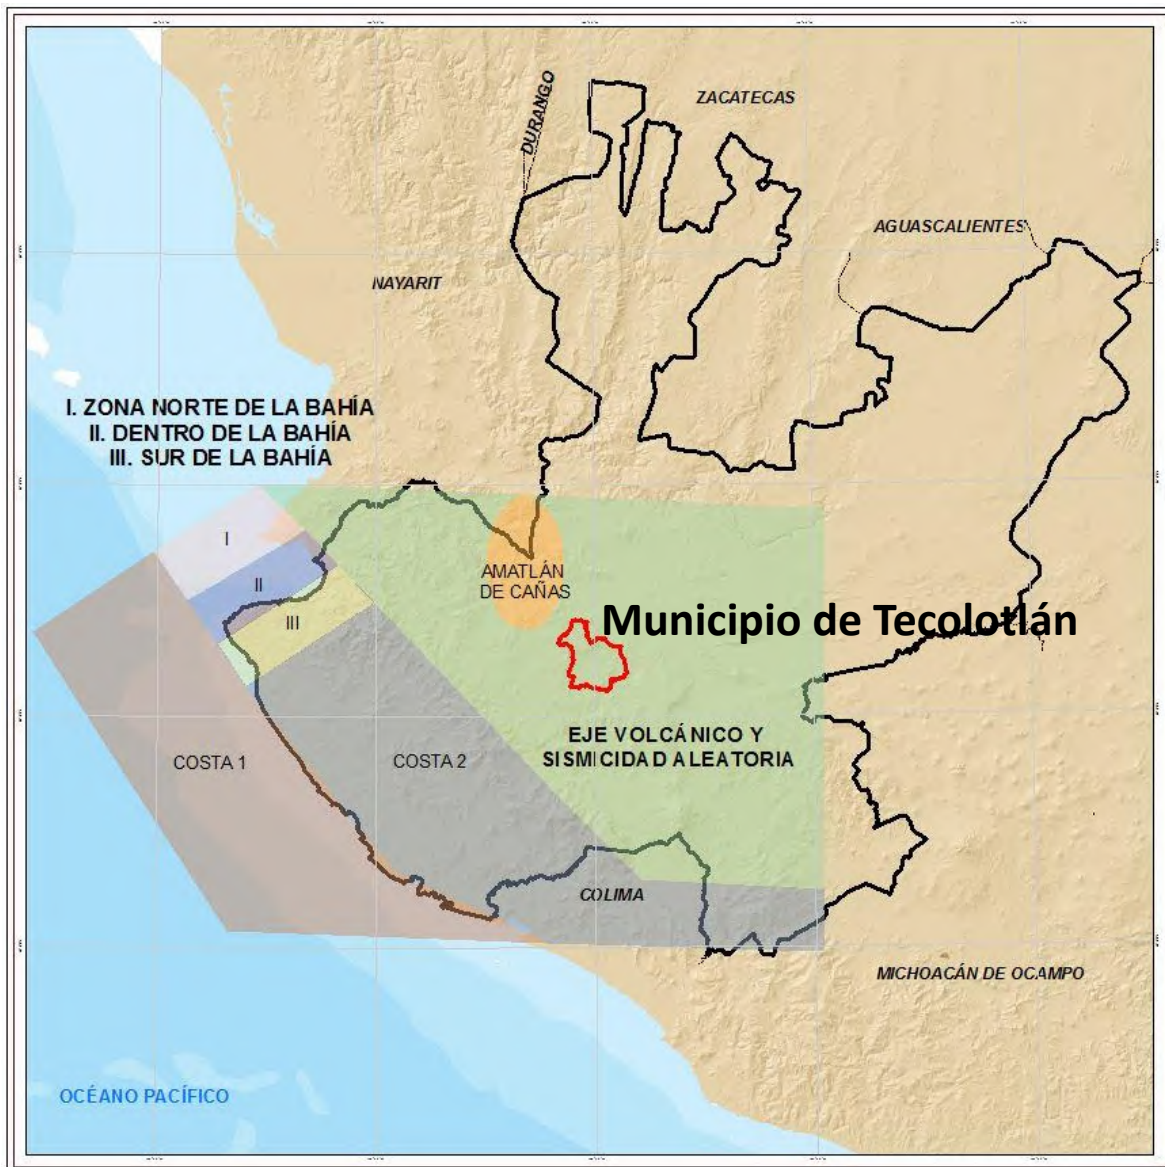 DURANGO
ZACATECAS
AGUASCALIENTES
NAYARIT
I. ZONA NORTE DE LA BAHÍA
II. DENTRO DE LA BAHÍA
III. SUR DE LA BAHÍA
I
II
III
AMATLÁN
DE CAÑAS
Municipio de Tecolotlán
EJE VOLCÁNICO Y
SISMICIDAD ALEATORIA
COSTA 1
COSTA 2
COLIMA
MICHOACÁN DE OCAMPO
OCÉANO PACÍFICO